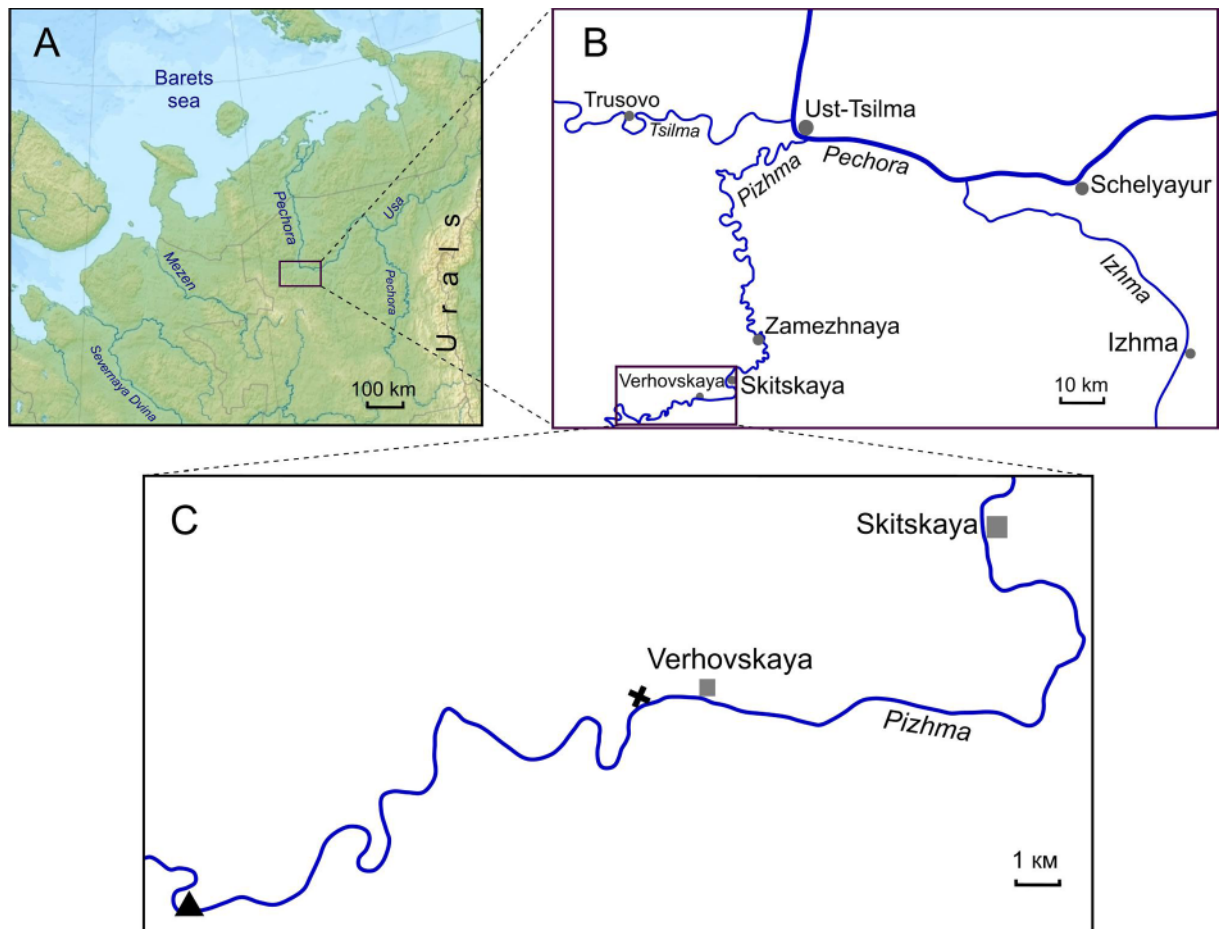 A
Barets
sea
Pechora
Usa
Mezen
Pechora
Urals
Severnaya Dvina
100 km
B
Trusovo
Tsilma
Ust-Tsilma
Pizhma
Pechora
Schelyayur
Izhma
Zamezhnaya
Izhma
Verhovskaya
Skitskaya
10 km
C
Skitskaya
Verhovskaya
Pizhma
1 км